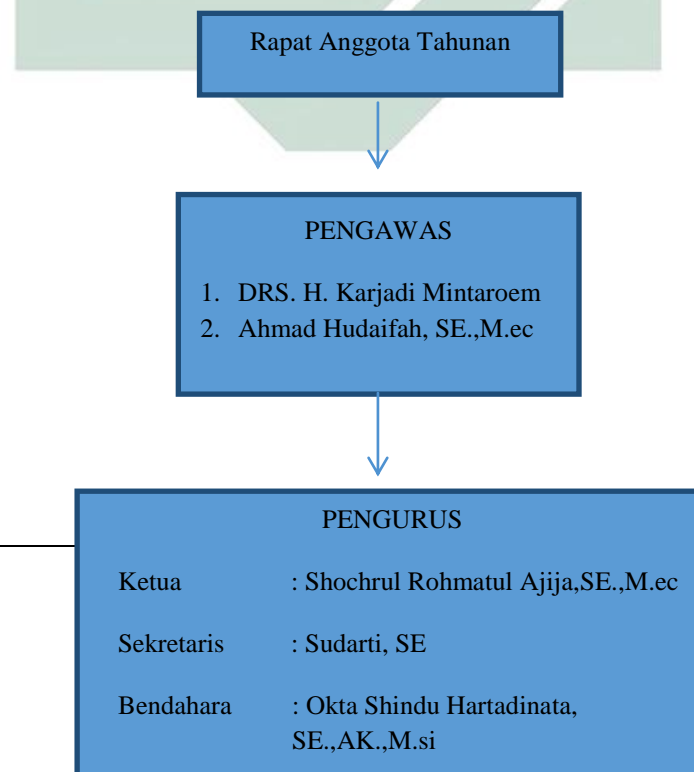 Rapat Anggota Tahunan
PENGAWAS
1. DRS. H. Karjadi Mintaroem
2. Ahmad Hudaifah, SE.,M.ec
PENGURUS
Ketua : Shochrul Rohmatul Ajija,SE.,M.ec
Sekretaris : Sudarti, SE
Bendahara : Okta Shindu Hartadinata,
SE.,AK.,M.si